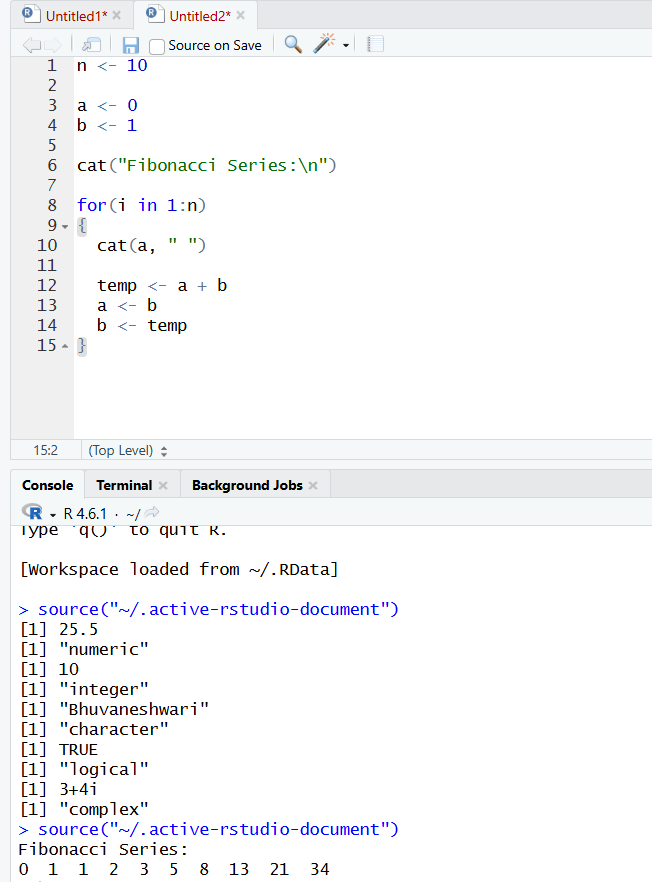 Untitled1*
Untitled2*
Source on Save
1 n <- 10
2
3 a <- 0
4 b <- 1
5
6 cat("Fibonacci Series:\n")
7
8 for(i in 1:n)
9 {
10   cat(a, " ")
11
12   temp <- a + b
13   a <- b
14   b <- temp
15 }
15:2 (Top Level)
Console Terminal Background Jobs
R 4.6.1 · ~/
Type 'q()' to quit R.
[Workspace loaded from ~/.RData]
> source("~/.active-rstudio-document")
[1] 25.5
[1] "numeric"
[1] 10
[1] "integer"
[1] "Bhuvaneshwari"
[1] "character"
[1] TRUE
[1] "logical"
[1] 3+4i
[1] "complex"
> source("~/.active-rstudio-document")
Fibonacci Series:
0  1  1  2  3  5  8  13  21  34